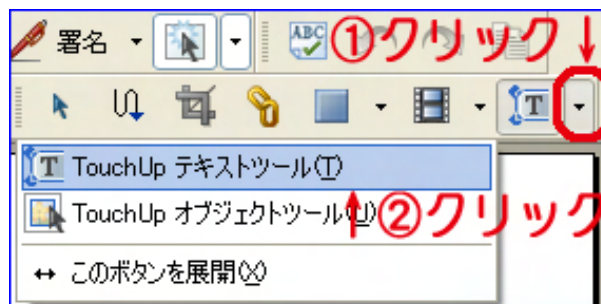 署名 ABC ①クリック↓
T
T TouchUp テキストツール(T)
TouchUp オブジェクトツール(U) ↑②クリック
↔ このボタンを展開(X)